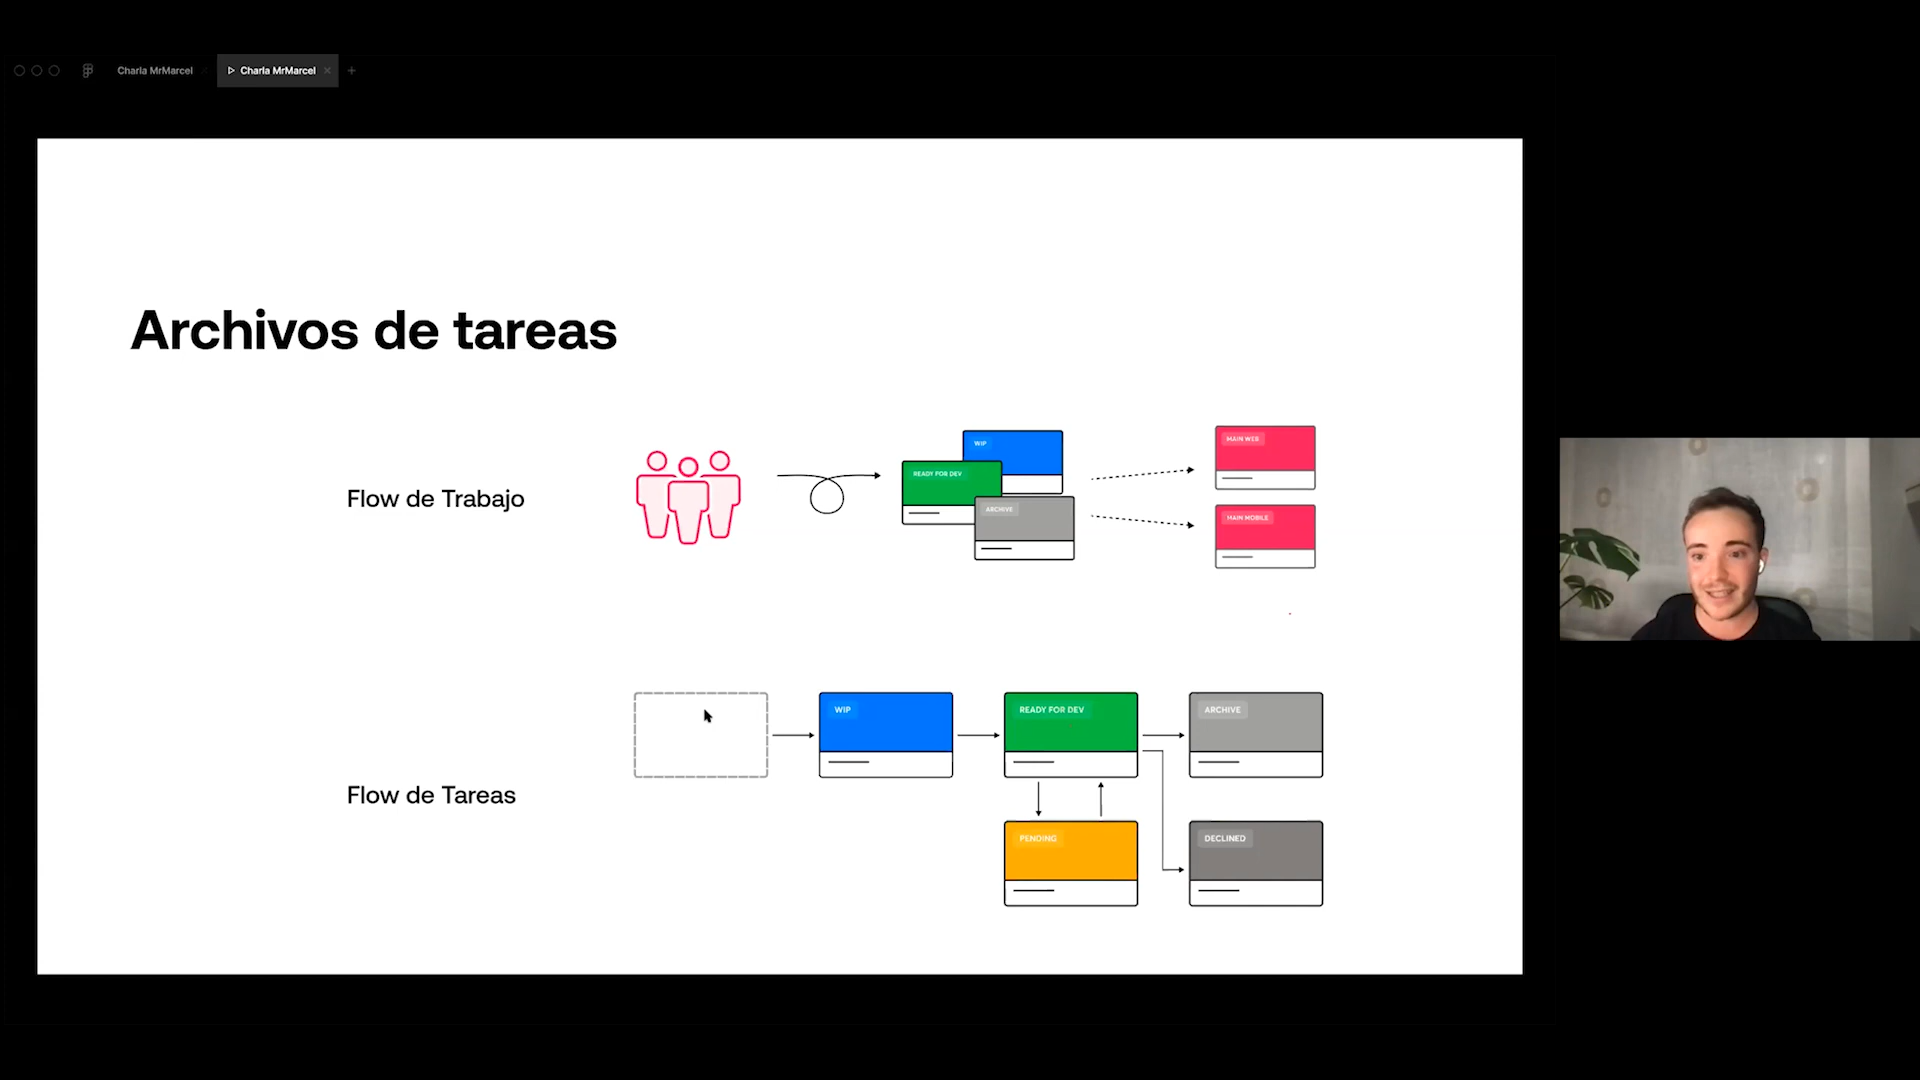 Charla MrMarcel
Charla MrMarcel
Archivos de tareas
Flow de Trabajo
WIP
READY FOR DEV
ARCHIVE
MAIN WEB
MAIN MOBILE
Flow de Tareas
WIP
READY FOR DEV
ARCHIVE
PENDING
DECLINED